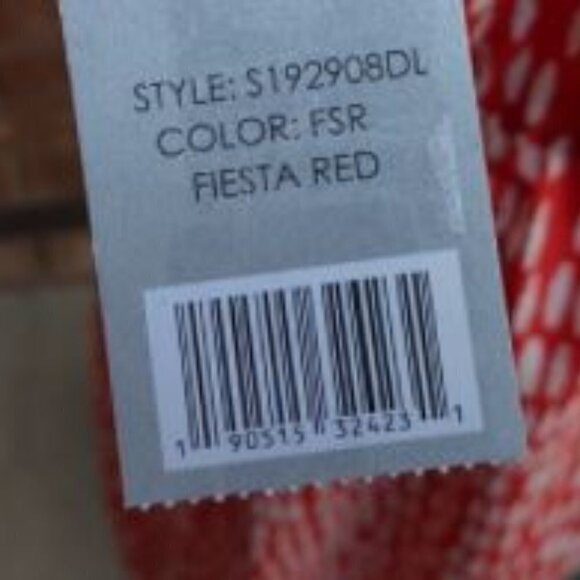 STYLE: S192908DL
COLOR: FSR
FIESTA RED
1 90515 32423 1